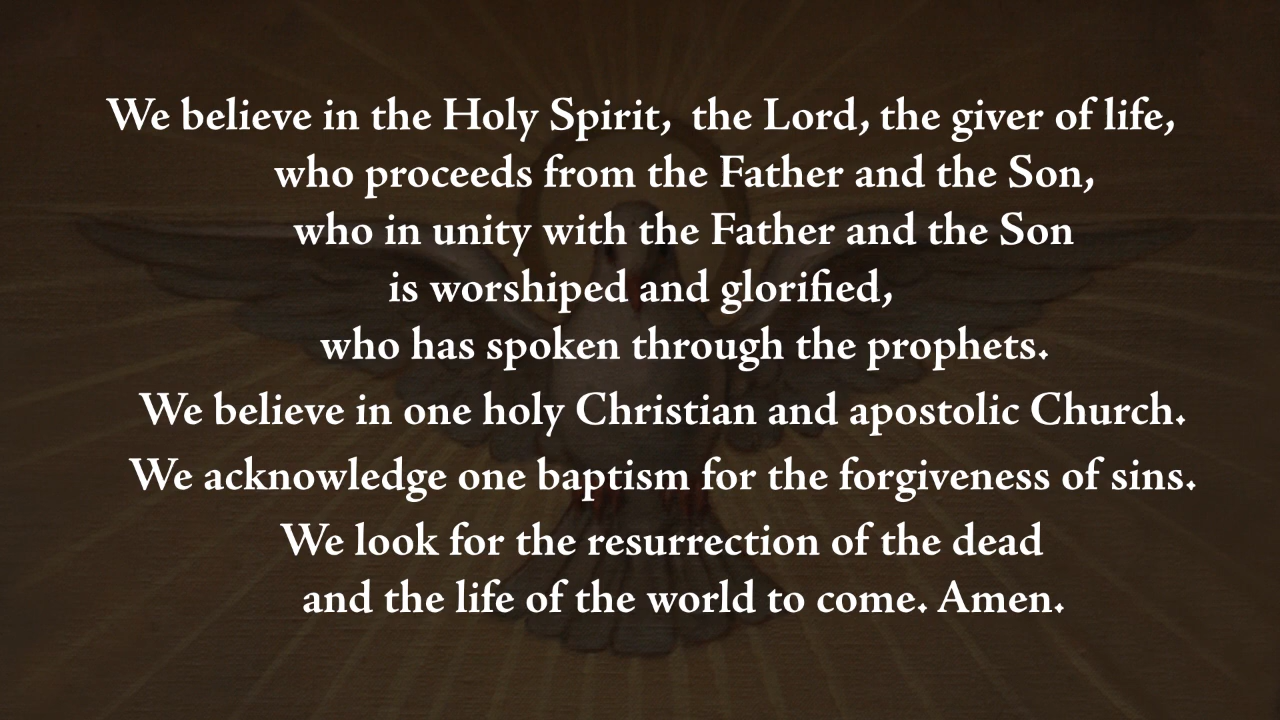 We believe in the Holy Spirit, the Lord, the giver of life,
who proceeds from the Father and the Son,
who in unity with the Father and the Son
is worshiped and glorified,
who has spoken through the prophets.
We believe in one holy Christian and apostolic Church.
We acknowledge one baptism for the forgiveness of sins.
We look for the resurrection of the dead
and the life of the world to come. Amen.